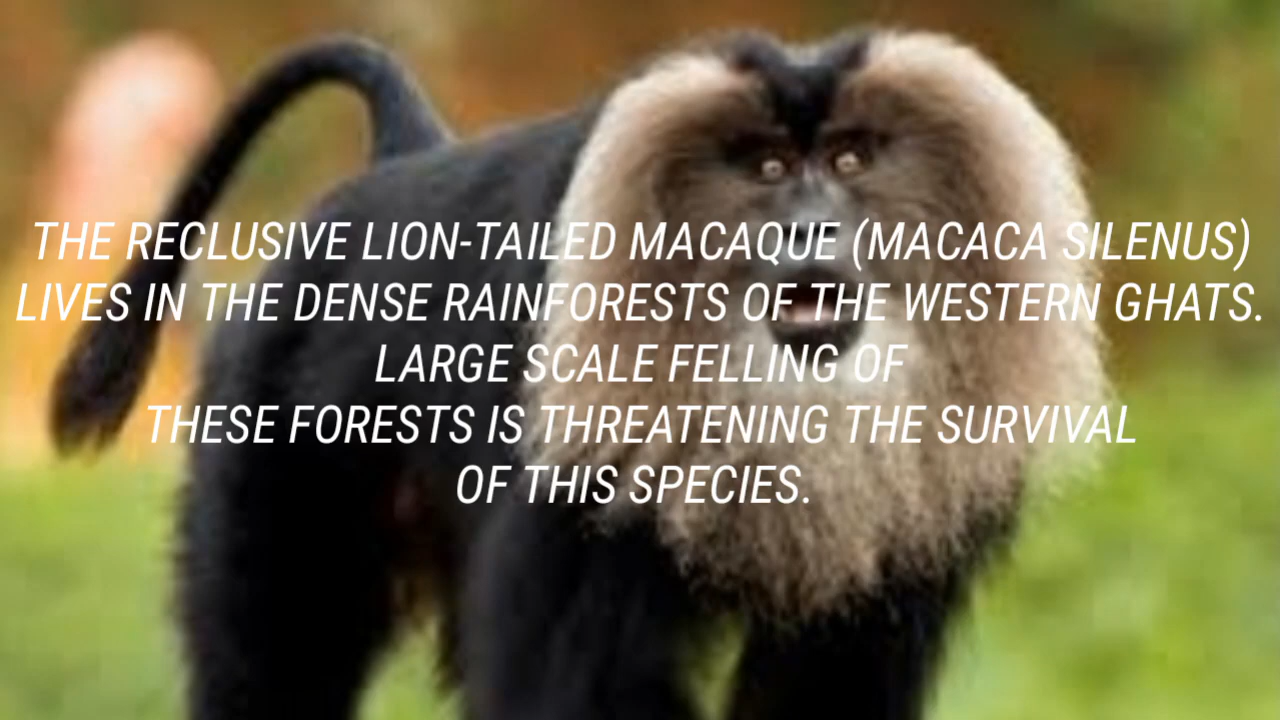 THE RECLUSIVE LION-TAILED MACAQUE (MACACA SILENUS)
LIVES IN THE DENSE RAINFORESTS OF THE WESTERN GHATS.
LARGE SCALE FELLING OF
THESE FORESTS IS THREATENING THE SURVIVAL
OF THIS SPECIES.